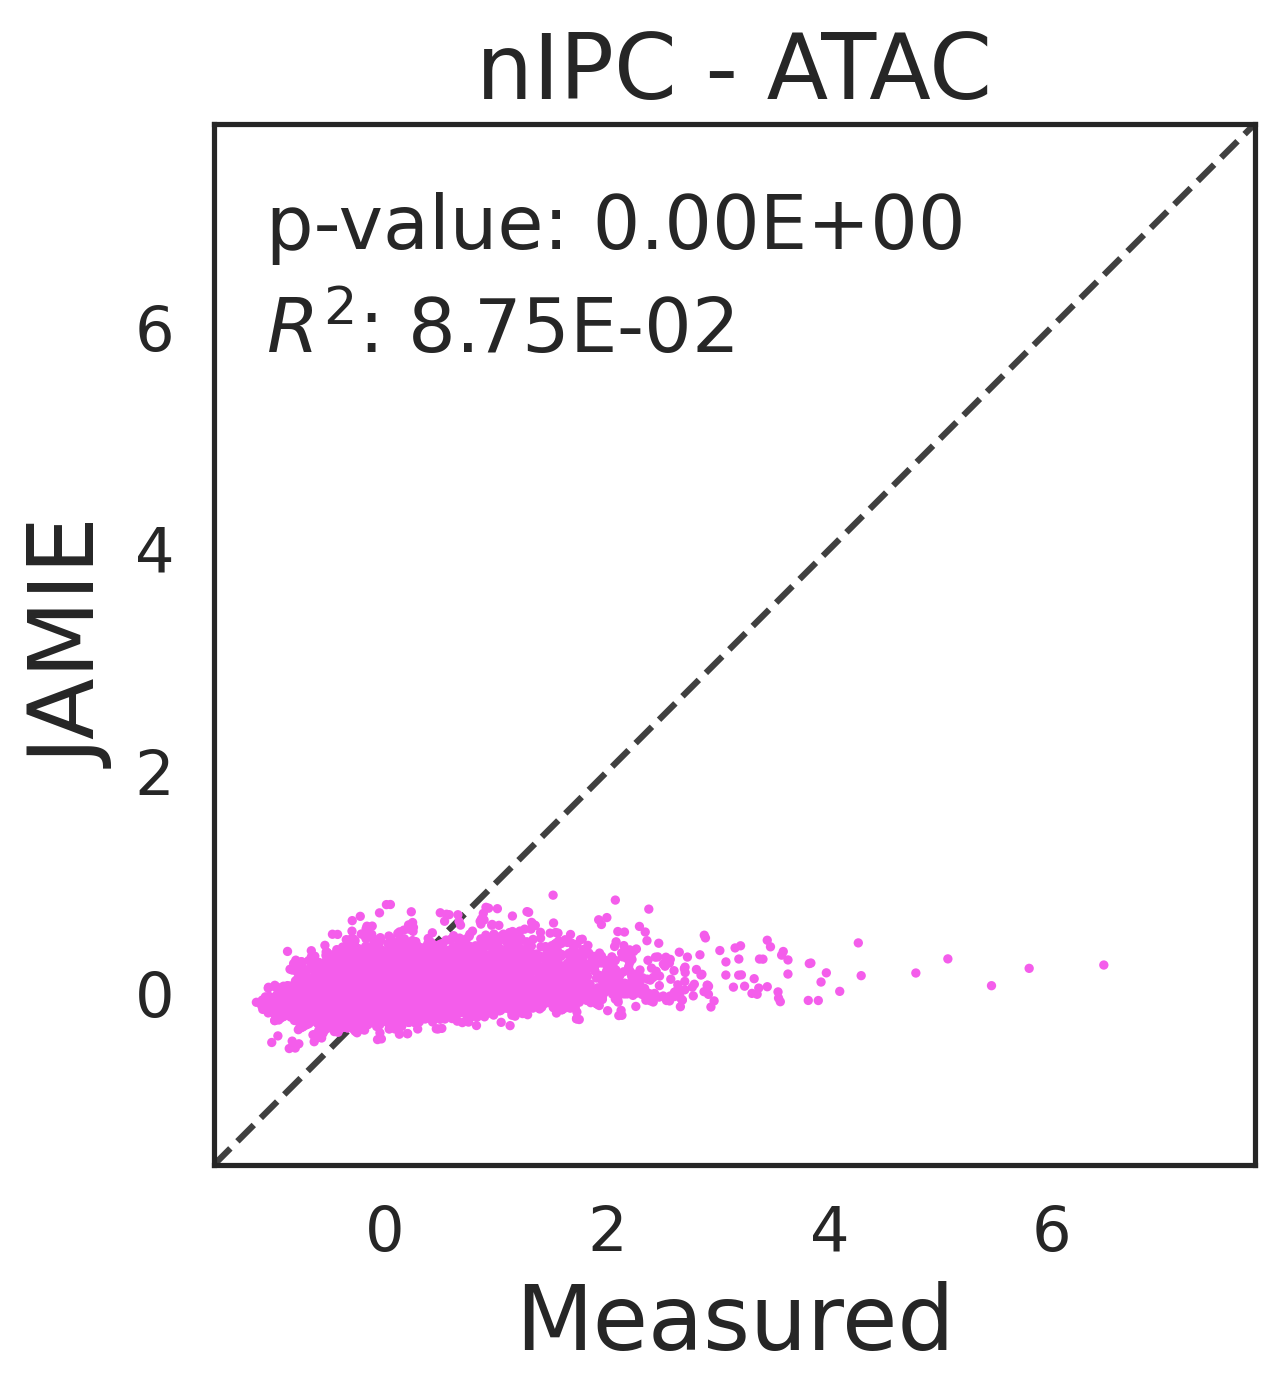 nIPC - ATAC
p-value: 0.00E+00
R²: 8.75E-02
JAMIE
6
4
2
0
0 2 4 6
Measured